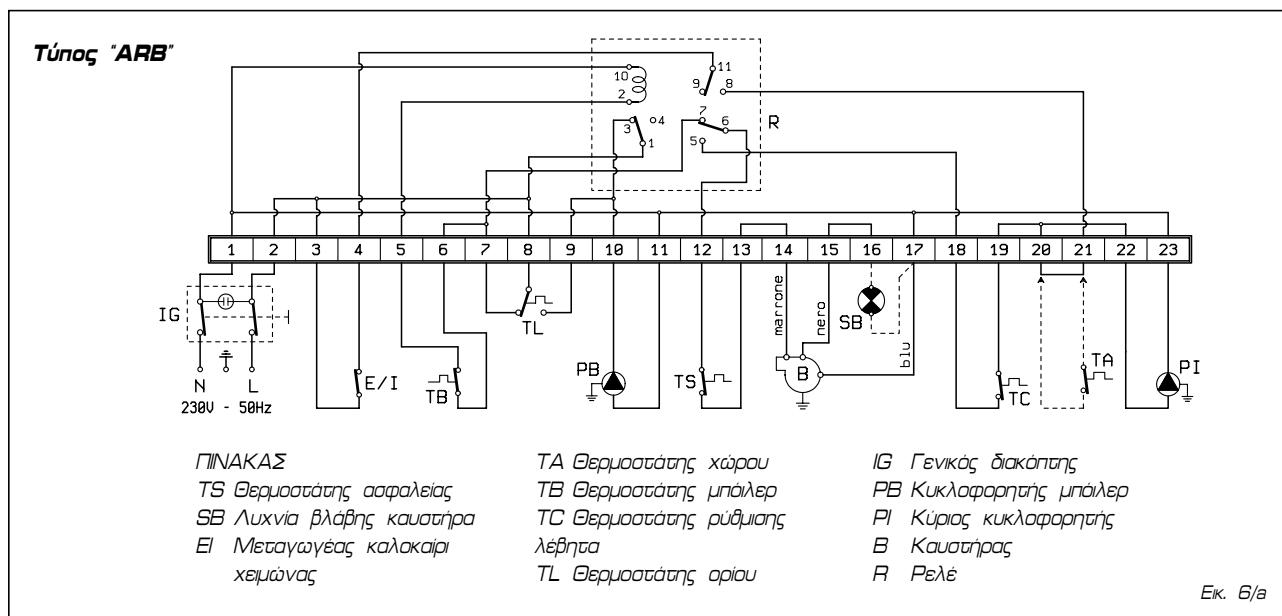 Τύπος "ARB"
11
10
9
8
2
7
6
3
4
5
1
R
1 2 3 4 5 6 7 8 9 10 11 12 13 14 15 16 17 18 19 20 21 22 23
marrone
nero
blu
IG
SB
TL
E/I
TB
PB
TS
B
TC
TA
PI
N L
230V - 50Hz
ΠΙΝΑΚΑΣ
TS Θερμοστάτης ασφαλείας
SB Λυχνία βλάβης καυστήρα
EI Μεταγωγέας καλοκαίρι
χειμώνας
TA Θερμοστάτης χώρου
TB Θερμοστάτης μπόιλερ
TC Θερμοστάτης ρύθμισης
λέβητα
TL Θερμοστάτης ορίου
IG Γενικός διακόπτης
PB Κυκλοφορητής μπόιλερ
PI Κύριος κυκλοφορητής
B Καυστήρας
R Ρελέ
Εικ. 6/a